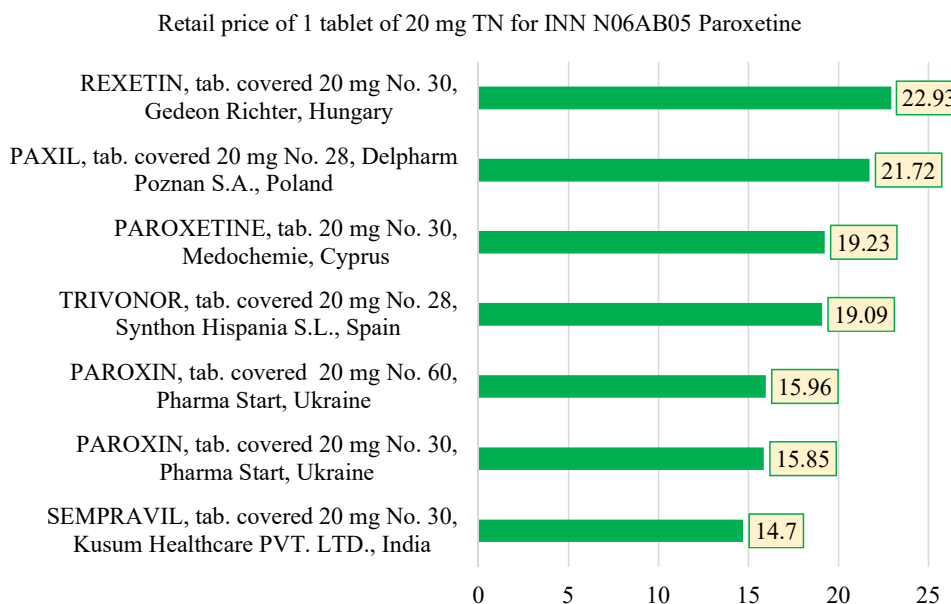 Retail price of 1 tablet of 20 mg TN for INN N06AB05 Paroxetine
REXETIN, tab. covered 20 mg No. 30,
Gedeon Richter, Hungary
22.93
PAXIL, tab. covered 20 mg No. 28, Delpharm
Poznan S.A., Poland
21.72
PAROXETINE, tab. 20 mg No. 30,
Medochemie, Cyprus
19.23
TRIVONOR, tab. covered 20 mg No. 28,
Synthon Hispania S.L., Spain
19.09
PAROXIN, tab. covered 20 mg No. 60,
Pharma Start, Ukraine
15.96
PAROXIN, tab. covered 20 mg No. 30,
Pharma Start, Ukraine
15.85
SEMPRAVIL, tab. covered 20 mg No. 30,
Kusum Healthcare PVT. LTD., India
14.7
0 5 10 15 20 25